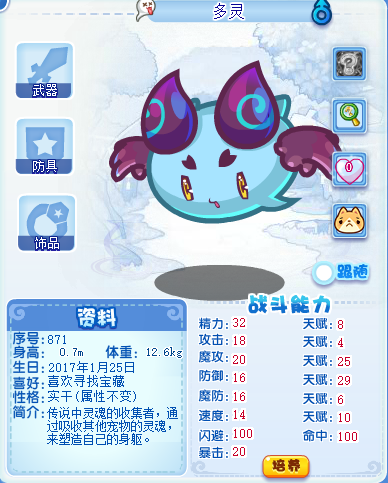 多灵
武器
防具
饰品
0
跟随
资料
序号:871
身高: 0.7m 体重: 12.6kg
生日:2017年1月25日
喜好:喜欢寻找宝藏
性格:实干(属性不变)
简介:传说中灵魂的收集者,通
过吸收其他宠物的灵魂,
来塑造自己的身躯。
战斗能力
精力:32 天赋:8
攻击:18 天赋:4
魔攻:20 天赋:25
防御:16 天赋:29
魔防:16 天赋:6
速度:14 天赋:10
闪避:100 命中:100
暴击:20
培养